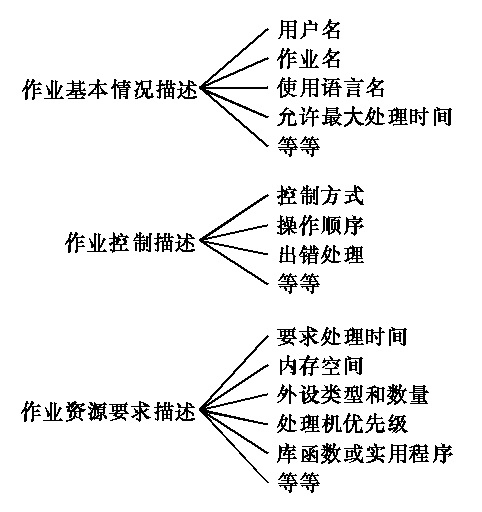 作业基本情况描述
用户名
作业名
使用语言名
允许最大处理时间
等等
作业控制描述
控制方式
操作顺序
出错处理
等等
作业资源要求描述
要求处理时间
内存空间
外设类型和数量
处理机优先级
库函数或实用程序
等等